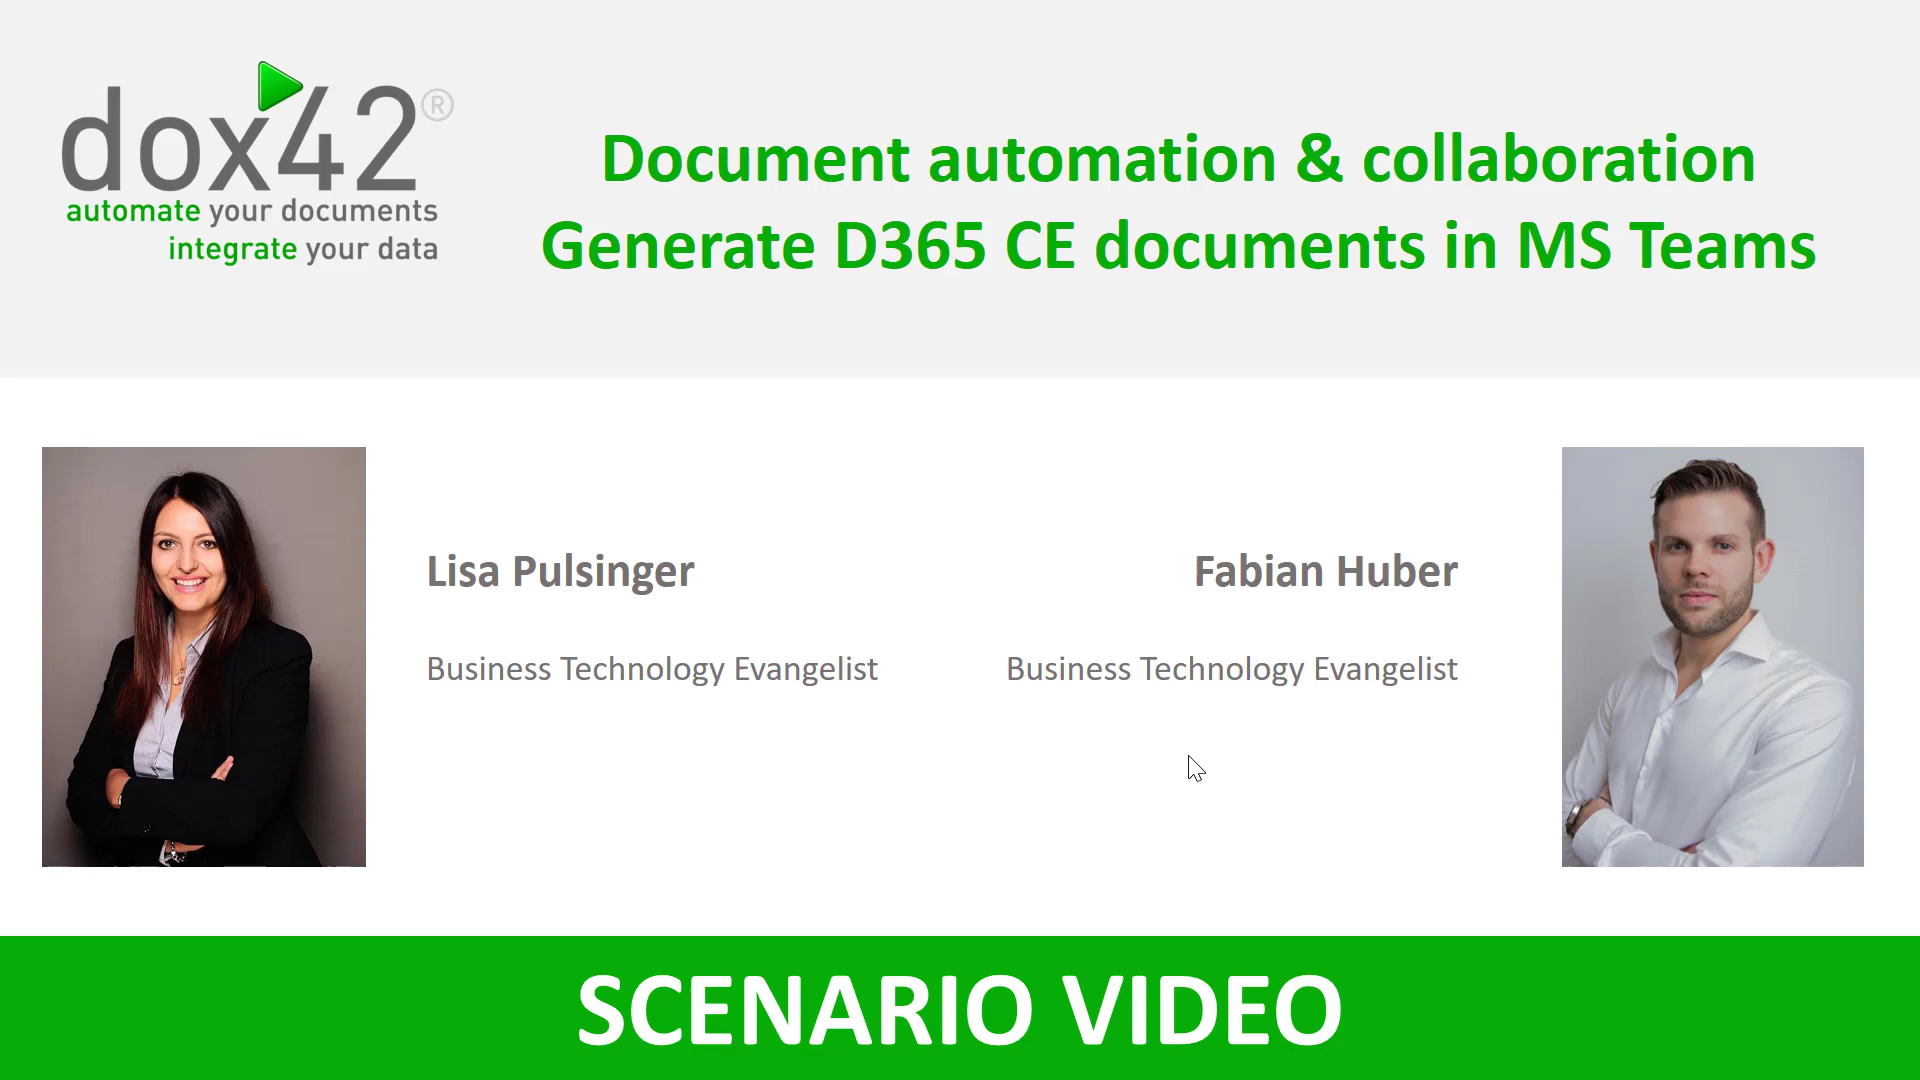 dox42®
automate your documents
integrate your data
Document automation & collaboration
Generate D365 CE documents in MS Teams
Lisa Pulsinger
Business Technology Evangelist
Fabian Huber
Business Technology Evangelist
SCENARIO VIDEO